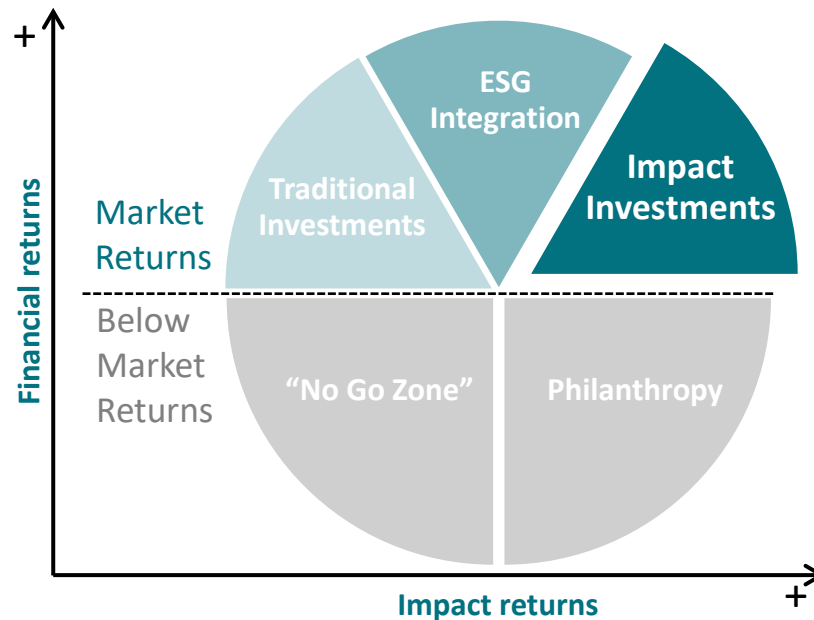 +
Financial returns
Market
Returns
Below
Market
Returns
Traditional
Investments
ESG
Integration
Impact
Investments
“No Go Zone”
Philanthropy
Impact returns
+